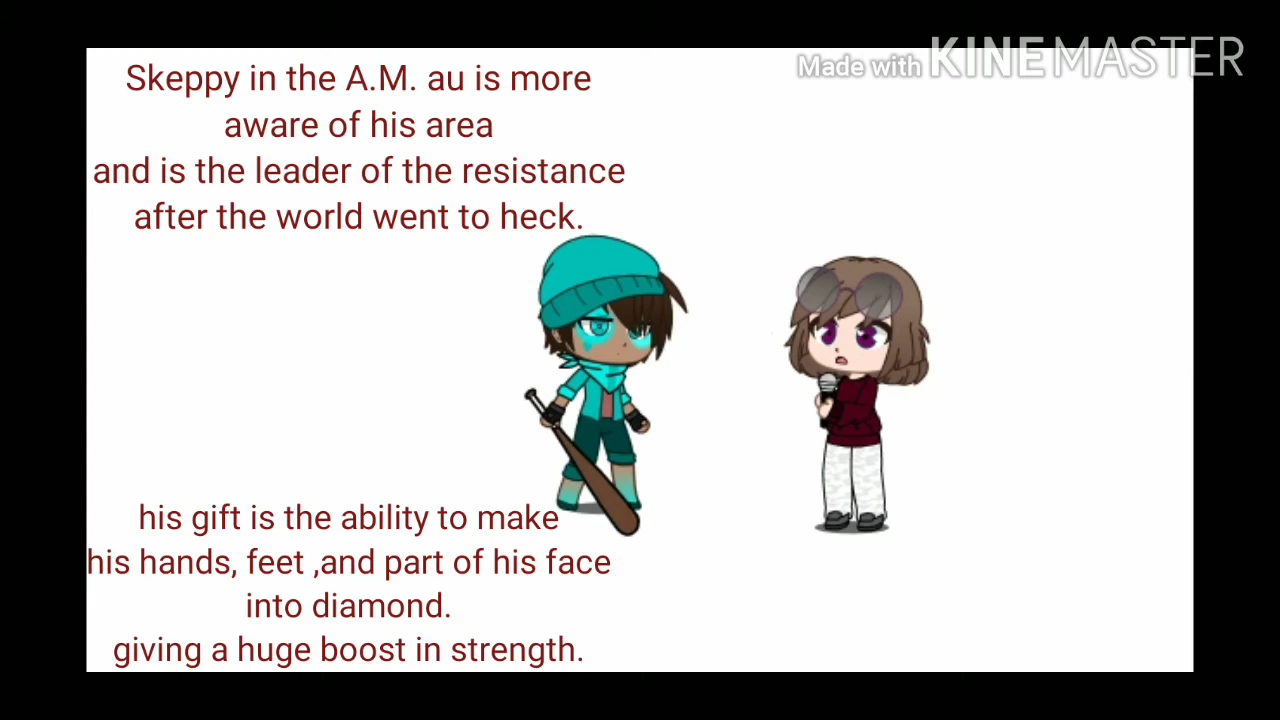 Made with KINEMASTER
Skeppy in the A.M. au is more
aware of his area
and is the leader of the resistance
after the world went to heck.
his gift is the ability to make
his hands, feet ,and part of his face
into diamond.
giving a huge boost in strength.